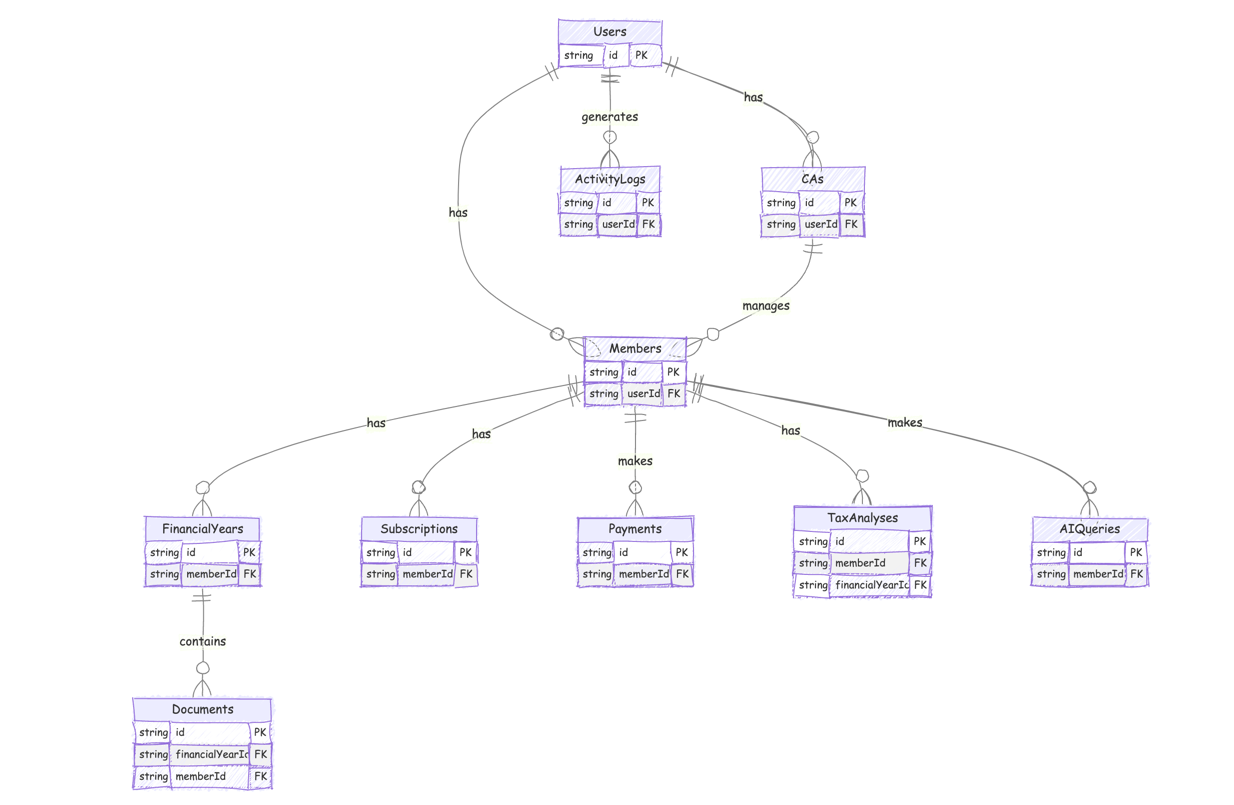 Users
string id PK
has
generates
ActivityLogs
string id PK
string userId FK
CAs
string id PK
string userId FK
has
manages
Members
string id PK
string userId FK
has
has
makes
has
makes
FinancialYears
string id PK
string memberId FK
Subscriptions
string id PK
string memberId FK
Payments
string id PK
string memberId FK
TaxAnalyses
string id PK
string memberId FK
string financialYearId FK
AIQueries
string id PK
string memberId FK
contains
Documents
string id PK
string financialYearId FK
string memberId FK